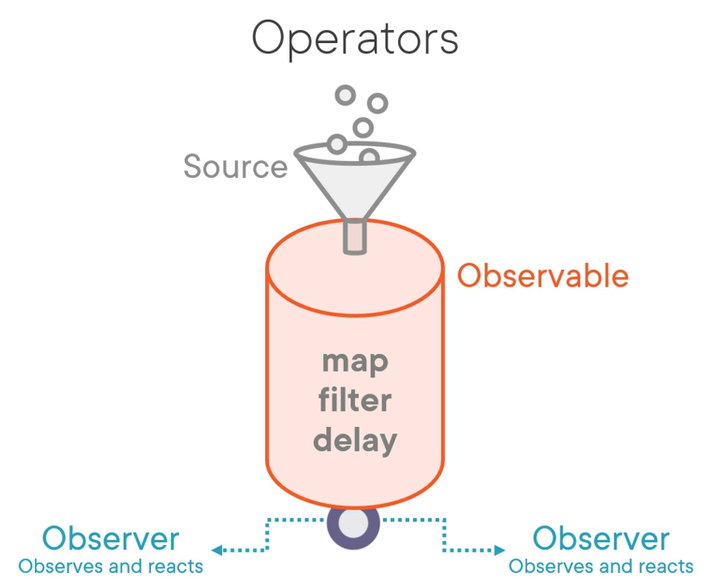 Operators
Source
Observable
map
filter
delay
Observer
Observes and reacts
Observer
Observes and reacts